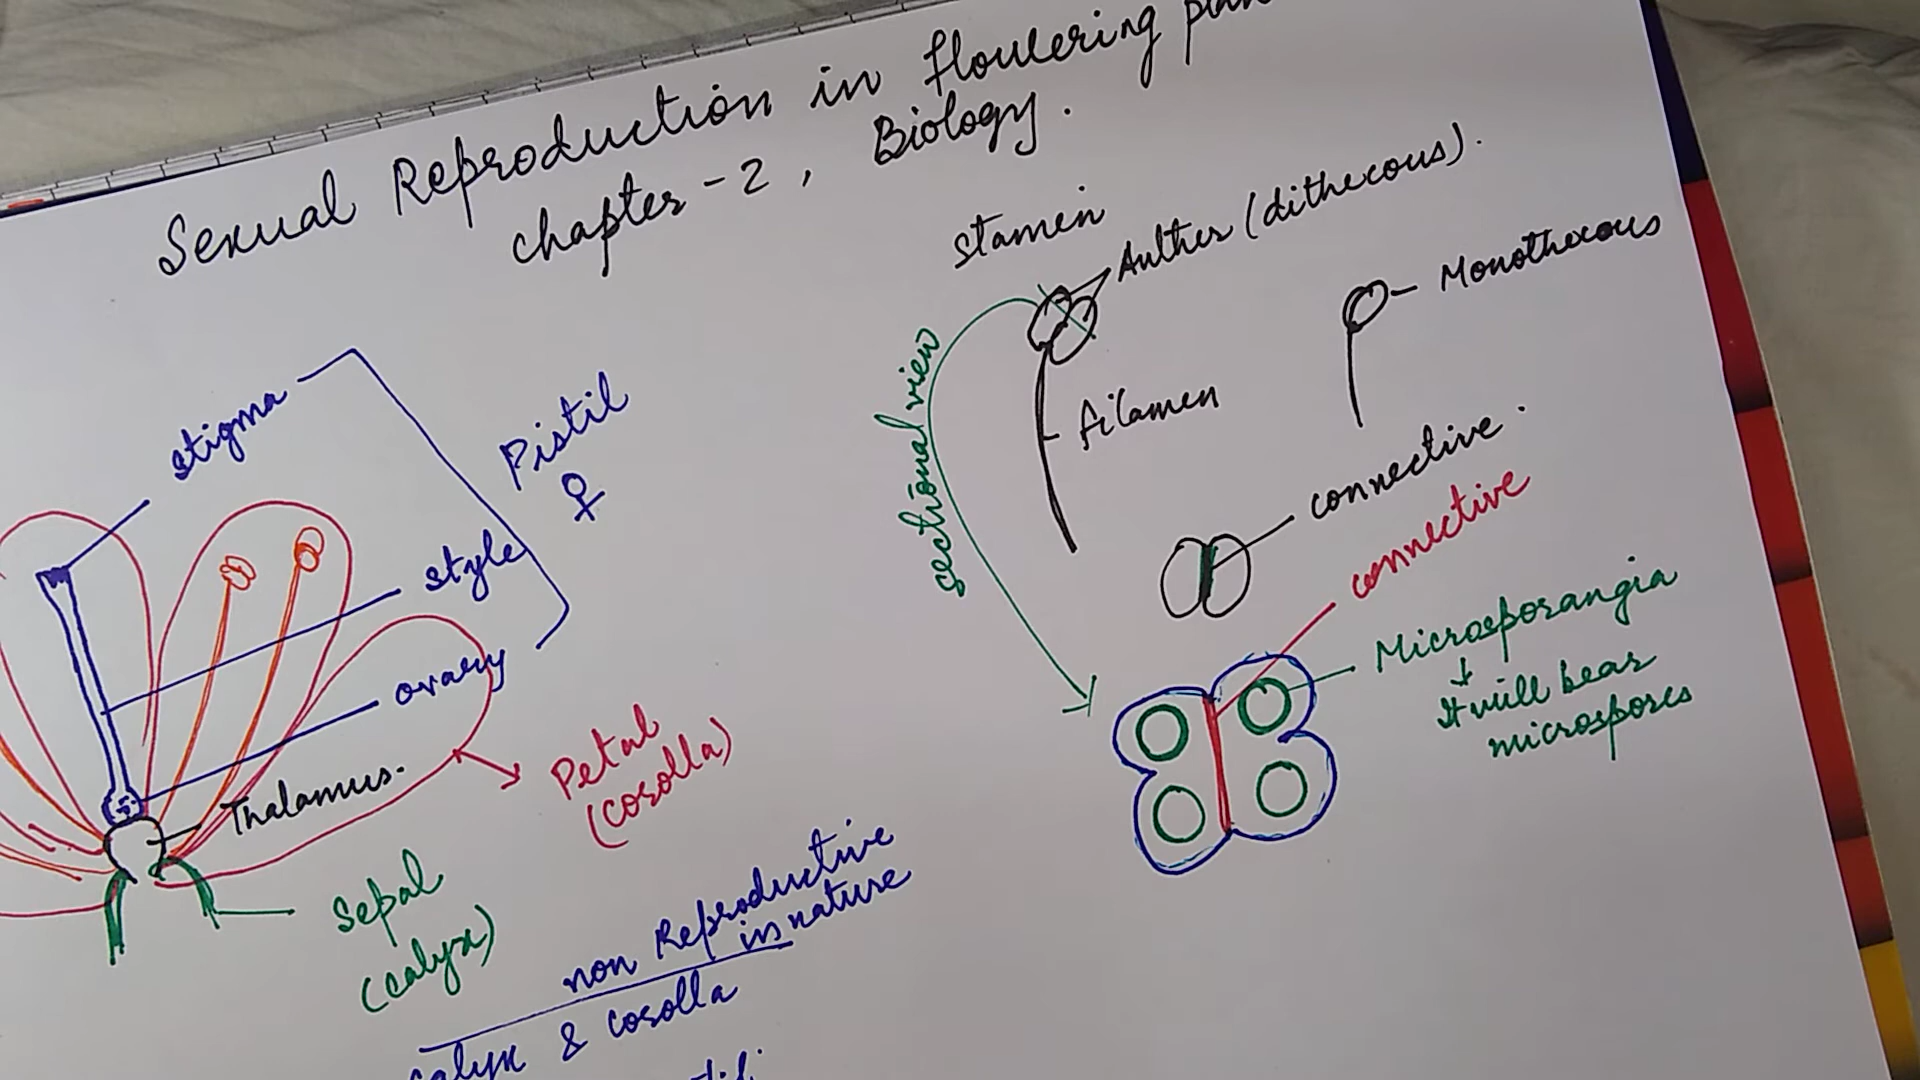 Sexual Reproduction in flowering plan
chapter-2, Biology.
stamen
Anther (dithecous).
Monothecous
sectional view
filamen
connective.
connective
Microsporangia
↓
It will bear
microspores
stigma
Pistil
♀
style
ovary
Thalamus.
Petal
(corolla)
Sepal
(calyx)
non Reproductive
in nature
calyx & corolla